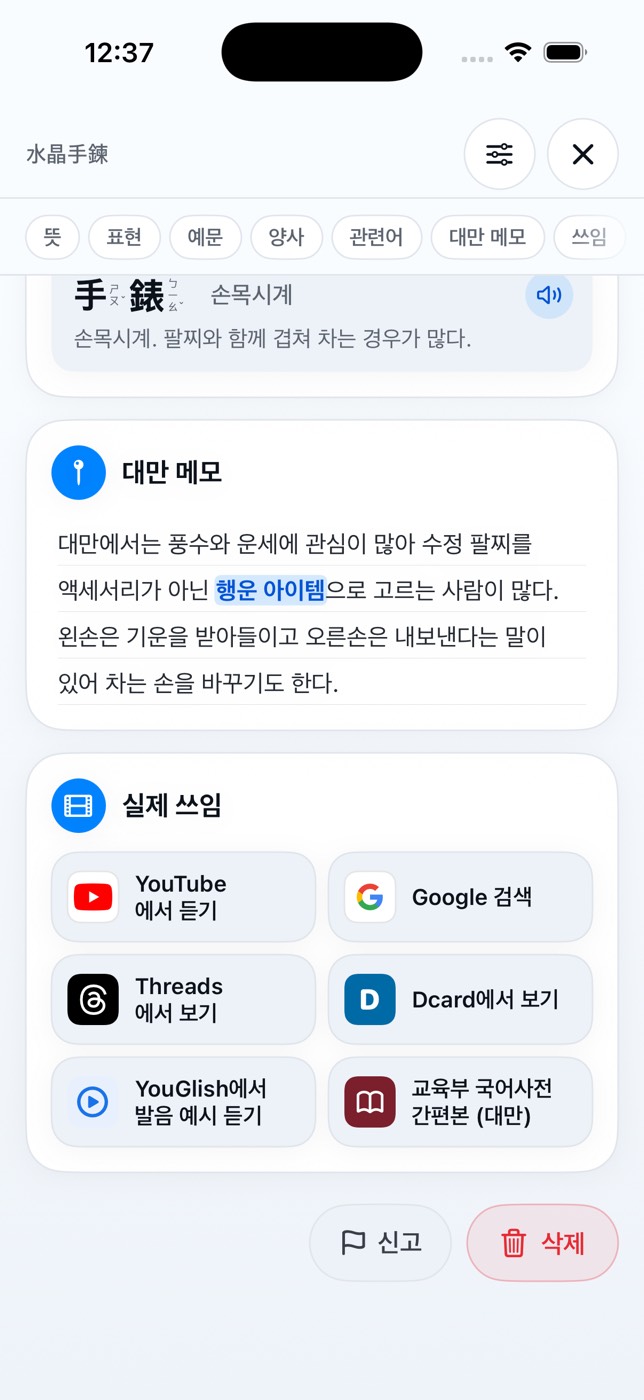 12:37
水晶手鍊
뜻 표현 예문 양사 관련어 대만 메모 쓰임
手ㄕㄡˇ錶ㄅㄧㄠˇ 손목시계
손목시계. 팔찌와 함께 겹쳐 차는 경우가 많다.
대만 메모
대만에서는 풍수와 운세에 관심이 많아 수정 팔찌를
액세서리가 아닌 행운 아이템으로 고르는 사람이 많다.
왼손은 기운을 받아들이고 오른손은 내보낸다는 말이
있어 차는 손을 바꾸기도 한다.
실제 쓰임
YouTube
에서 듣기
Google 검색
Threads
에서 보기
D
Dcard에서 보기
YouGlish에서
발음 예시 듣기
교육부 국어사전
간편본 (대만)
신고
삭제